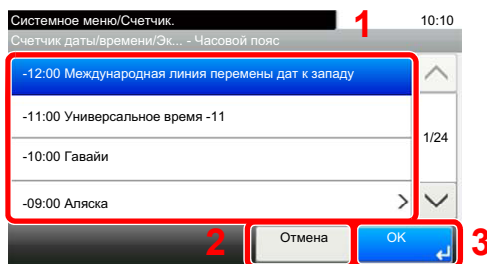 Системное меню/Счетчик.
1
10:10
Счетчик даты/времени/Эк... - Часовой пояс
-12:00 Международная линия перемены дат к западу
-11:00 Универсальное время -11
1/24
-10:00 Гавайи
-09:00 Аляска
2
Отмена
OK
3